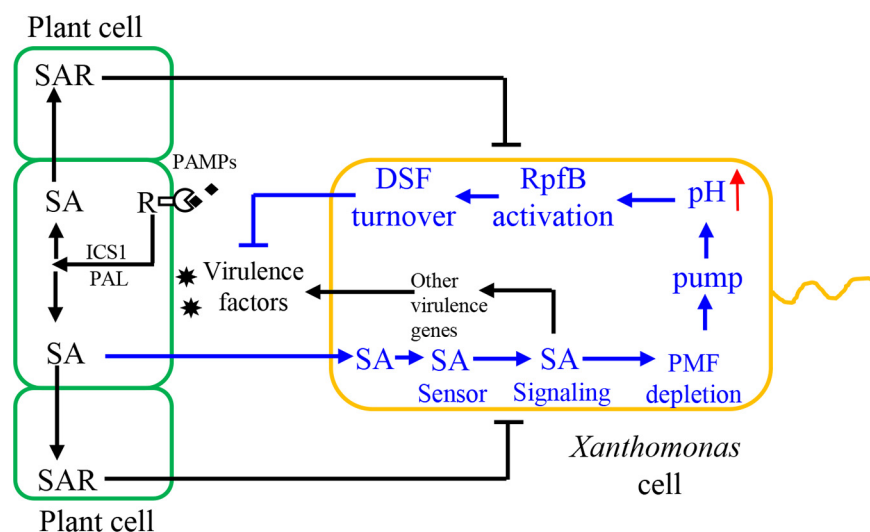 Plant cell
SAR
PAMPs
SA
R
ICS1
PAL
SA
SAR
Plant cell
DSF
turnover
RpfB
activation
pH
pump
Virulence
factors
Other
virulence
genes
SA
SA
Sensor
SA
Signaling
PMF
depletion
Xanthomonas
cell